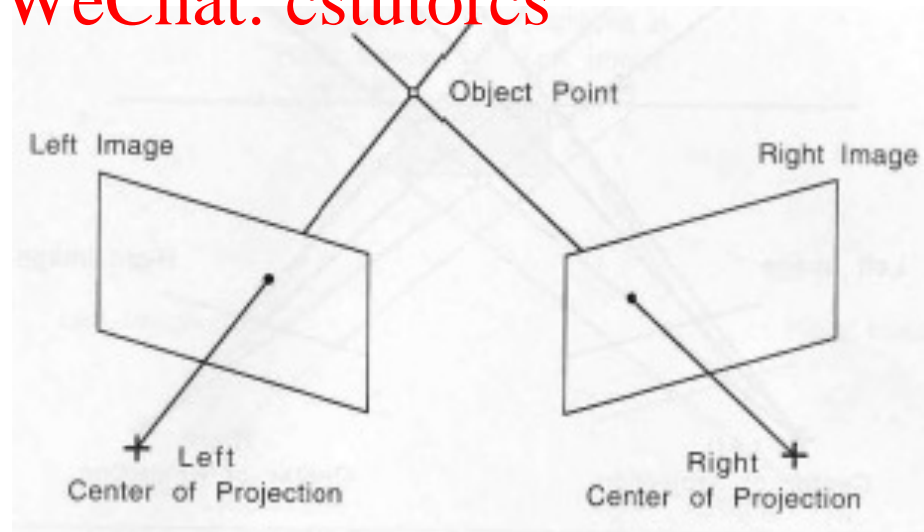 WeChat: cstutorcs
Object Point
Left Image
Right Image
Left
Center of Projection
Right
Center of Projection